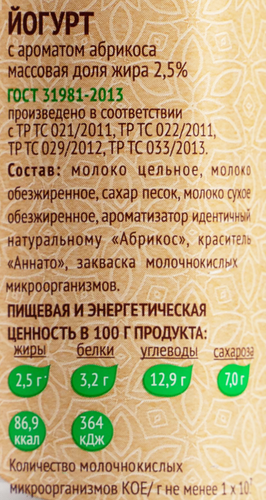 ЙОГУРТ
с ароматом абрикоса
массовая доля жира 2,5%
ГОСТ 31981-2013
произведено в соответствии
с ТР ТС 021/2011, ТР ТС 022/2011,
ТР ТС 029/2012, ТР ТС 033/2013.
Состав: молоко цельное, молоко
обезжиренное, сахар песок, молоко сухое
обезжиренное, ароматизатор идентичный
натуральному «Абрикос», краситель
«Аннато», закваска молочнокислых
микроорганизмов.
ПИЩЕВАЯ И ЭНЕРГЕТИЧЕСКАЯ
ЦЕННОСТЬ В 100 Г ПРОДУКТА:
жиры белки углеводы сахароза
2,5 г 3,2 г 12,9 г 7,0 г
86,9 364
ккал кДж
Количество молочнокислых
микроорганизмов КОЕ/ г не менее 1 x 10⁷